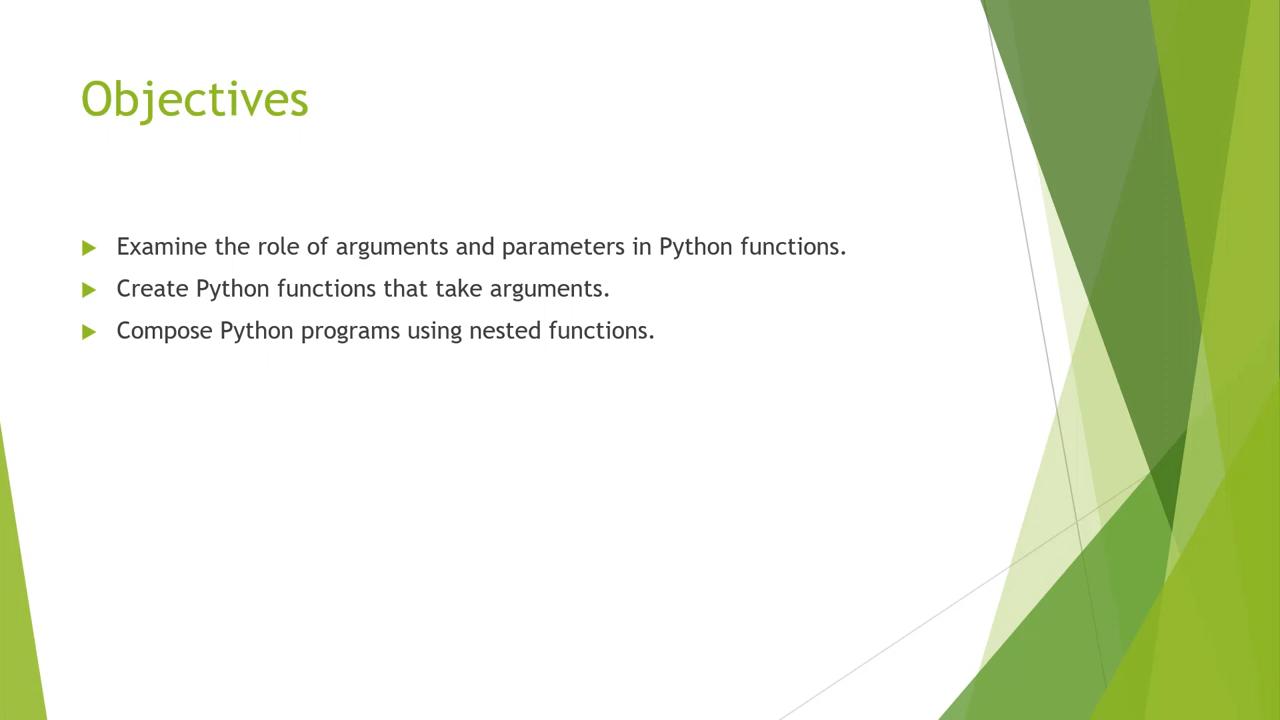 Objectives
Examine the role of arguments and parameters in Python functions.
Create Python functions that take arguments.
Compose Python programs using nested functions.